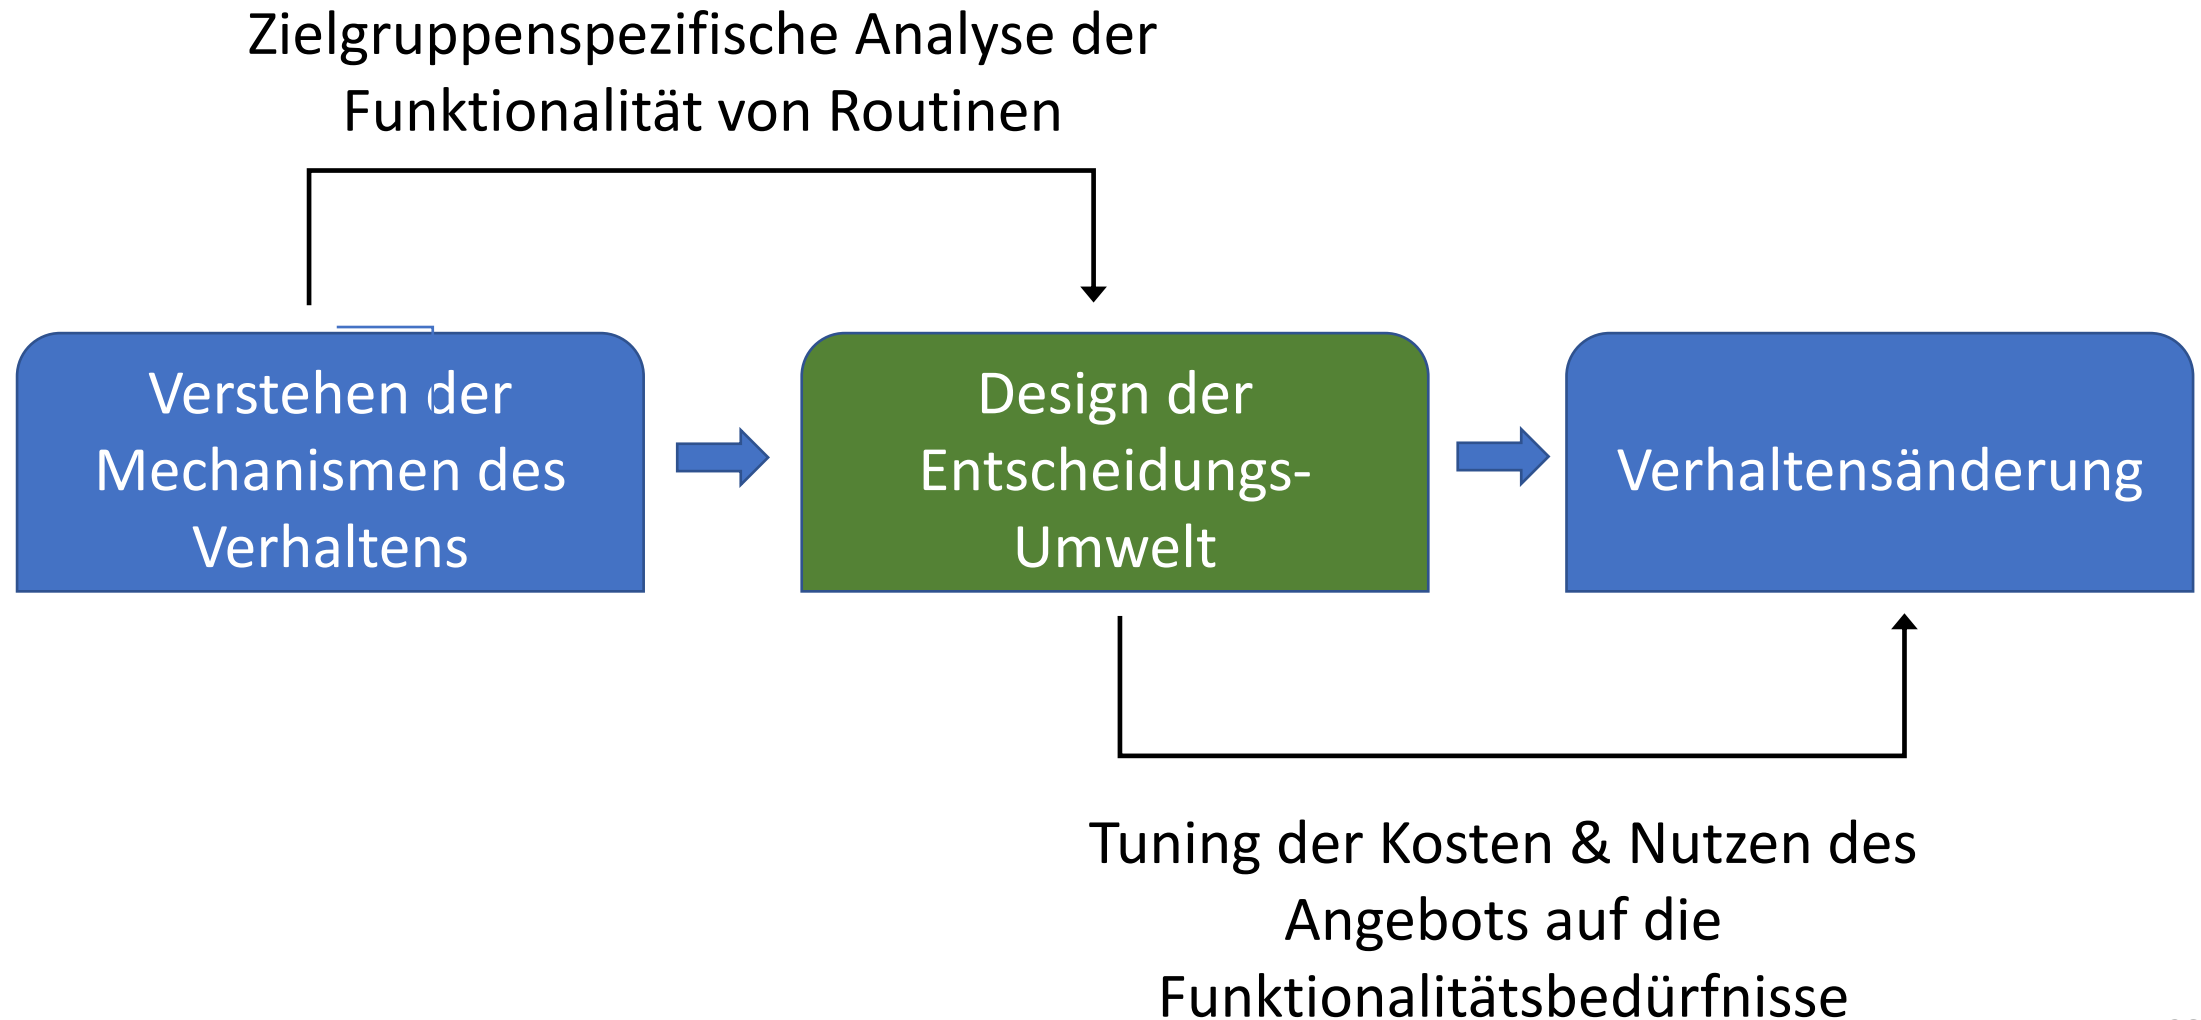 Zielgruppenspezifische Analyse der
Funktionalität von Routinen
Verstehen der
Mechanismen des
Verhaltens
Design der
Entscheidungs-
Umwelt
Verhaltensänderung
Tuning der Kosten & Nutzen des
Angebots auf die
Funktionalitätsbedürfnisse